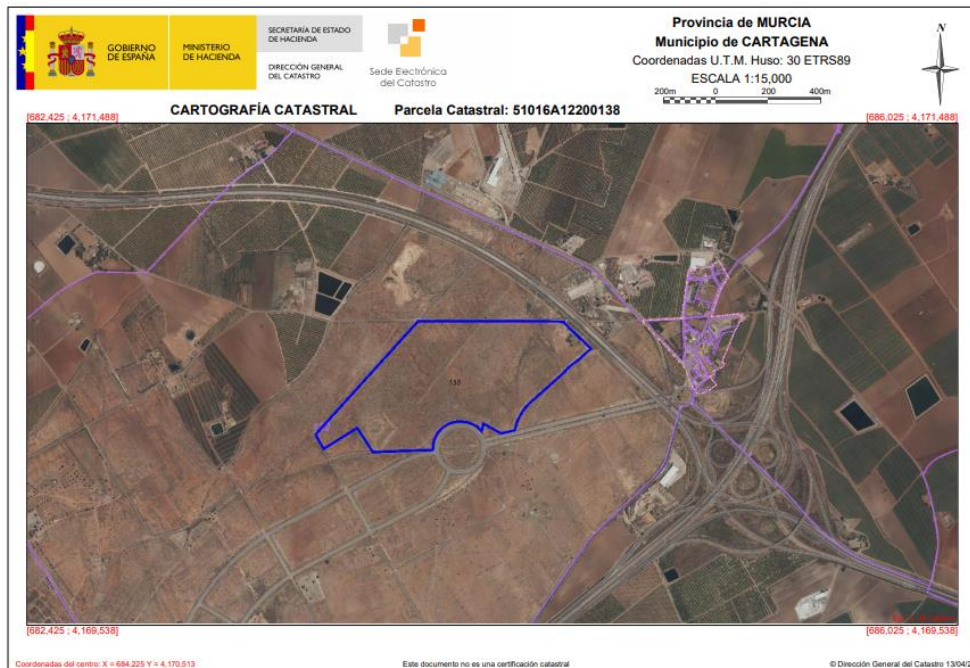 GOBIERNO
DE ESPAÑA
MINISTERIO
DE HACIENDA
SECRETARÍA DE ESTADO
DE HACIENDA
DIRECCIÓN GENERAL
DEL CATASTRO
Sede Electrónica
del Catastro
Provincia de MURCIA
Municipio de CARTAGENA
Coordenadas U.T.M. Huso: 30 ETRS89
ESCALA 1:15,000
200m 0 200m 400m
N
CARTOGRAFÍA CATASTRAL Parcela Catastral: 51016A12200138
[682,425 ; 4,171,488]
[686,025 ; 4,171,488]
138
[682,425 ; 4,169,538]
[686,025 ; 4,169,538]
Coordenadas del centro: X = 684,225 Y = 4,170,513
Este documento no es una certificación catastral
© Dirección General del Catastro 13/04/2